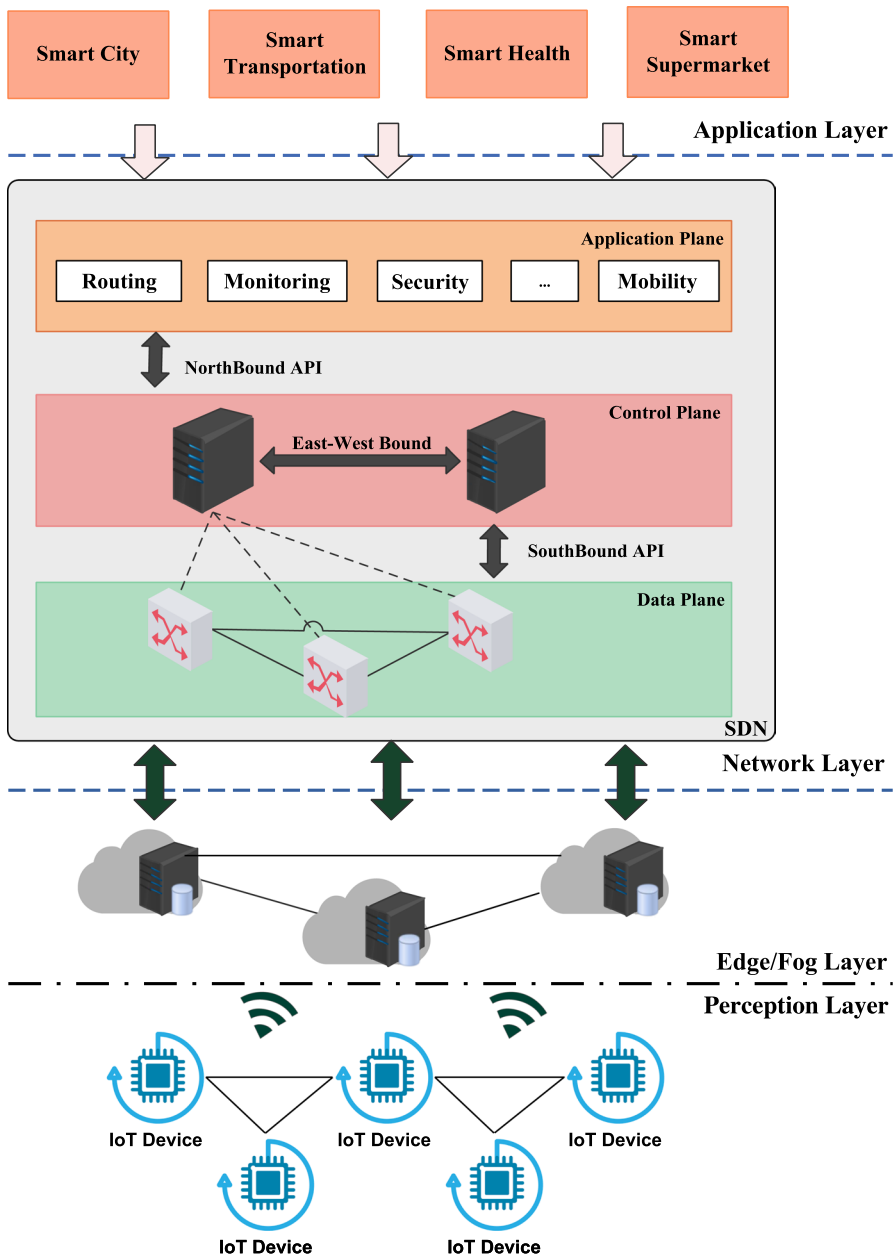 Smart City
Smart
Transportation
Smart Health
Smart
Supermarket
Application Layer
Application Plane
Routing
Monitoring
Security
...
Mobility
NorthBound API
Control Plane
East-West Bound
SouthBound API
Data Plane
SDN
Network Layer
Edge/Fog Layer
Perception Layer
IoT Device
IoT Device
IoT Device
IoT Device
IoT Device